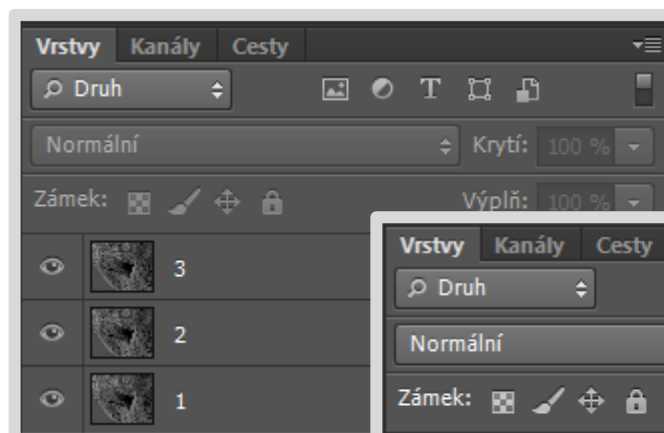 Vrstvy Kanály Cesty
Druh
Normální Krytí: 100 %
Zámek: Výplň: 100 %
3
2
1
Vrstvy Kanály Cesty
Druh
Normální
Zámek: